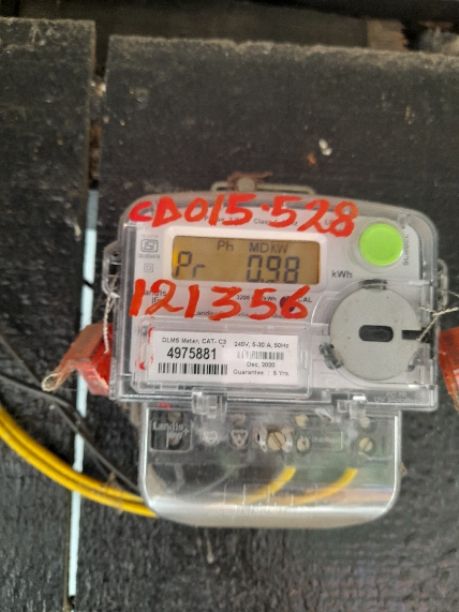 CD015-528
Ph MDKW
Pr 0.98
kWh
121356
DLMS Meter, CAT- C2
4975881
240V, 5-30 A, 50Hz
Dec, 2020
Guarantee : 5 Yrs.
Landis